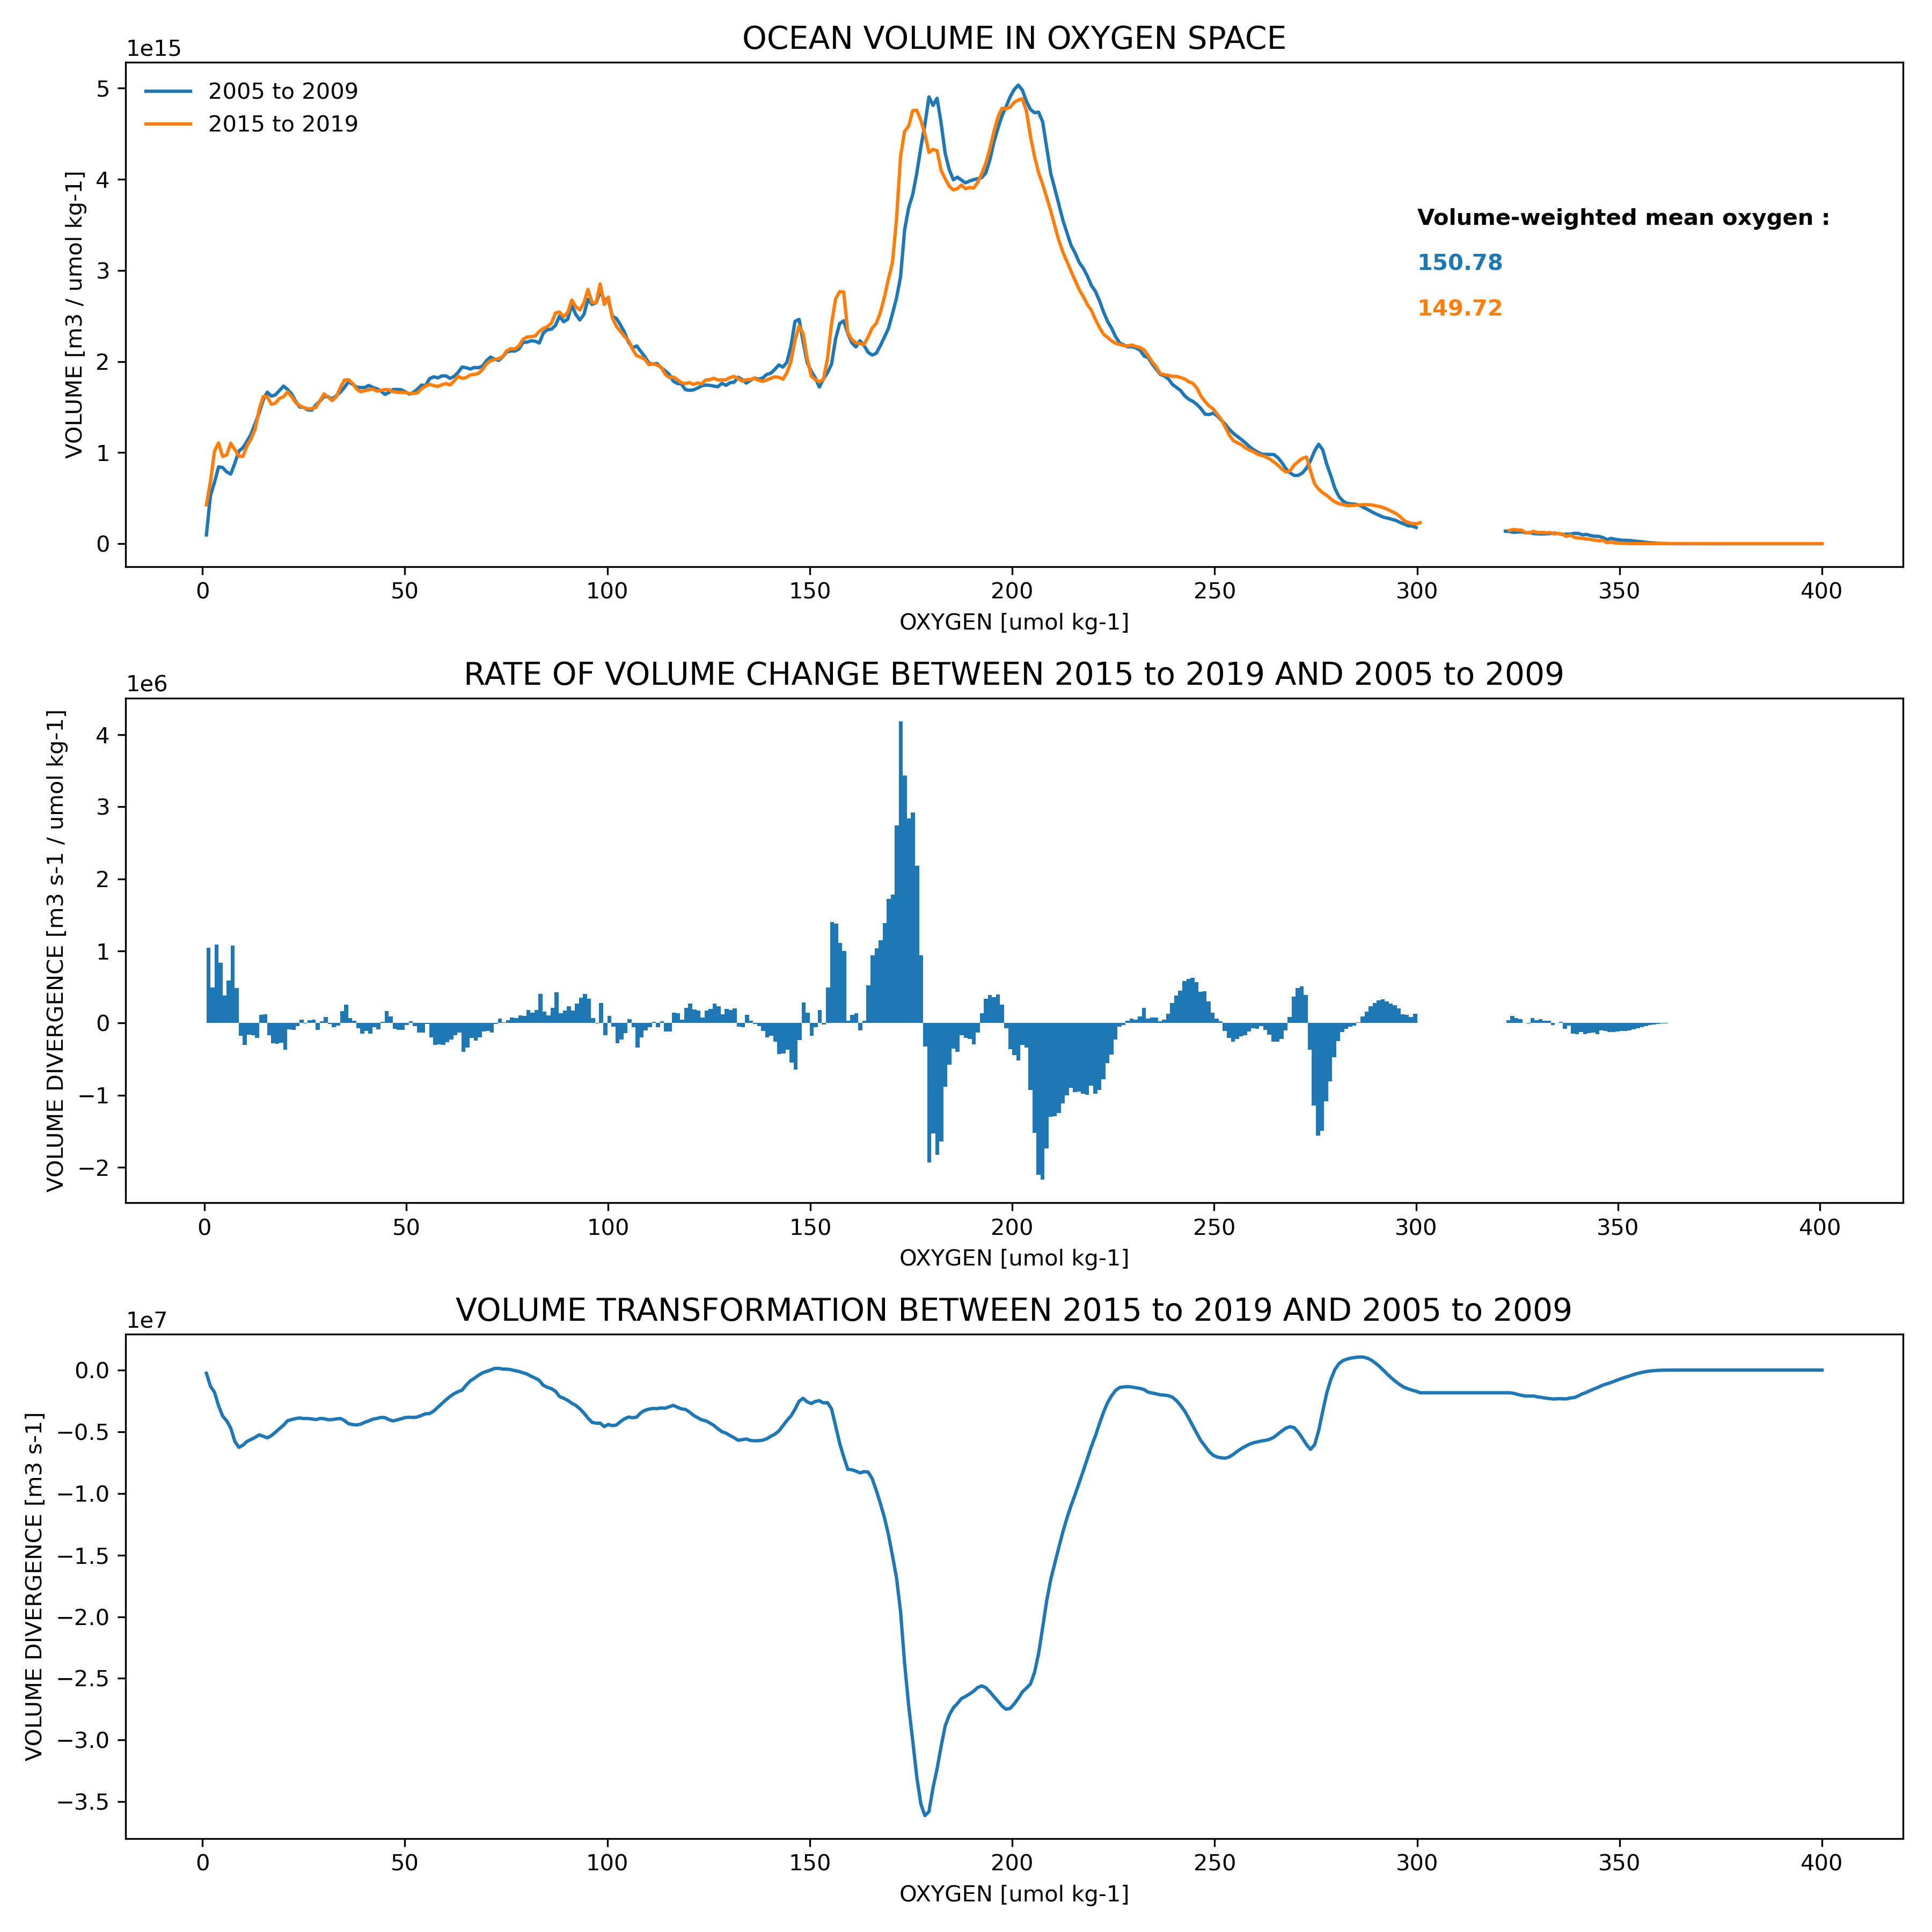 OCEAN VOLUME IN OXYGEN SPACE
1e15
2005 to 2009
2015 to 2019
5
4
3
2
1
0
VOLUME [m3 / umol kg-1]
Volume-weighted mean oxygen :
150.78
149.72
0 50 100 150 200 250 300 350 400
OXYGEN [umol kg-1]
RATE OF VOLUME CHANGE BETWEEN 2015 to 2019 AND 2005 to 2009
1e6
4
3
2
1
0
−1
−2
VOLUME DIVERGENCE [m3 s-1 / umol kg-1]
0 50 100 150 200 250 300 350 400
OXYGEN [umol kg-1]
VOLUME TRANSFORMATION BETWEEN 2015 to 2019 AND 2005 to 2009
1e7
0.0
−0.5
−1.0
−1.5
−2.0
−2.5
−3.0
−3.5
VOLUME DIVERGENCE [m3 s-1]
0 50 100 150 200 250 300 350 400
OXYGEN [umol kg-1]